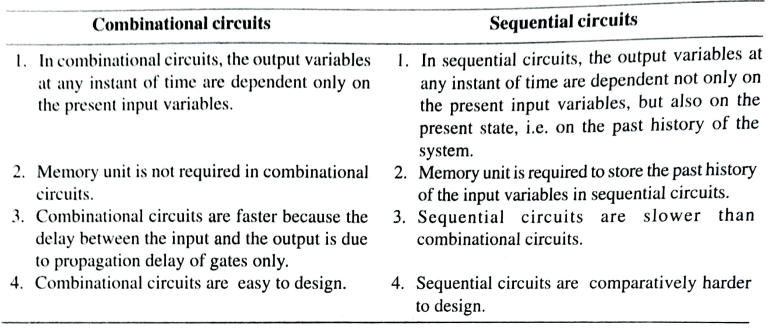 Combinational circuits
Sequential circuits
1. In combinational circuits, the output variables
at any instant of time are dependent only on
the present input variables.
1. In sequential circuits, the output variables at
any instant of time are dependent not only on
the present input variables, but also on the
present state, i.e. on the past history of the
system.
2. Memory unit is not required in combinational
circuits.
2. Memory unit is required to store the past history
of the input variables in sequential circuits.
3. Combinational circuits are faster because the
delay between the input and the output is due
to propagation delay of gates only.
3. Sequential circuits are slower than
combinational circuits.
4. Combinational circuits are easy to design.
4. Sequential circuits are comparatively harder
to design.